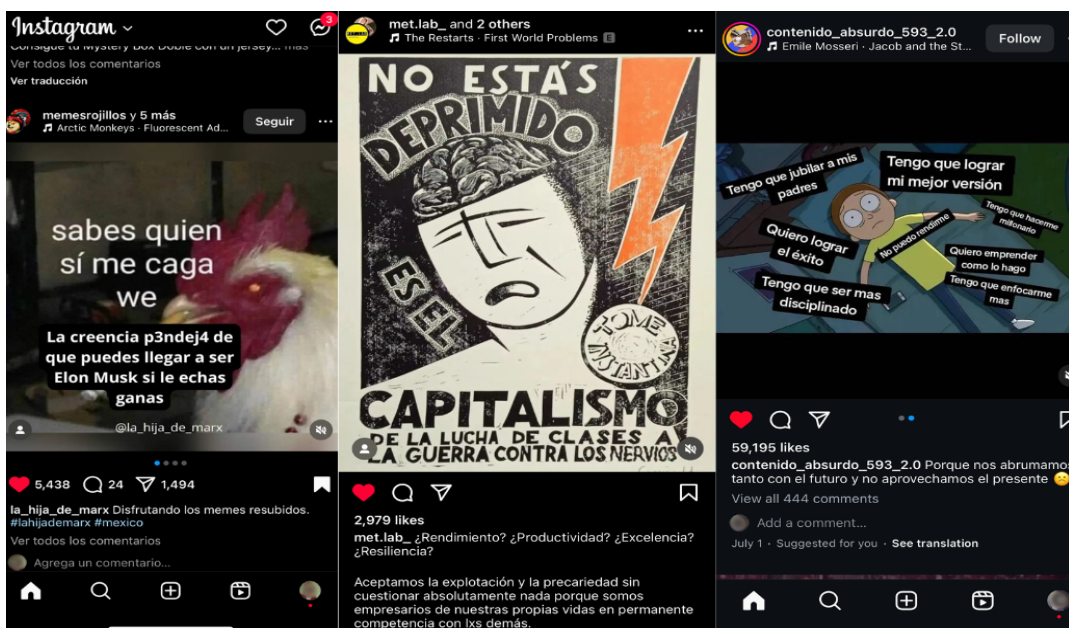 Instagram
3
Consigue tu Mystery Box Doble con un jersey... más
Ver todos los comentarios
Ver traducción
memesrojillos y 5 más
Arctic Monkeys · Fluorescent Ad...
Seguir
sabes quien
sí me caga
we
La creencia p3ndej4 de
que puedes llegar a ser
Elon Musk si le echas
ganas
@la_hija_de_marx
5,438
24
1,494
la_hija_de_marx Disfrutando los memes resubidos.
#lahijademarx #mexico
Ver todos los comentarios
Agrega un comentario...
met.lab_ and 2 others
The Restarts · First World Problems E
NO ESTÁS
DEPRIMIDO
ES EL
TOME
INSTANTINA
CAPITALISMO
DE LA LUCHA DE CLASES A
LA GUERRA CONTRA LOS NERVIOS
2,979 likes
met.lab_ ¿Rendimiento? ¿Productividad? ¿Excelencia?
¿Resiliencia?
Aceptamos la explotación y la precariedad sin
cuestionar absolutamente nada porque somos
empresarios de nuestras propias vidas en permanente
competencia con lxs demás.
contenido_absurdo_593_2.0
Emile Mosseri · Jacob and the St...
Follow
Tengo que jubilar a mis
padres
Tengo que lograr
mi mejor versión
Tengo que hacerme
millonario
No puedo rendirme
Quiero lograr
el éxito
Quiero emprender
como lo hago
Tengo que ser mas
disciplinado
Tengo que enfocarme
mas
59,195 likes
contenido_absurdo_593_2.0 Porque nos abrumamos
tanto con el futuro y no aprovechamos el presente
View all 444 comments
Add a comment...
July 1 · Suggested for you · See translation